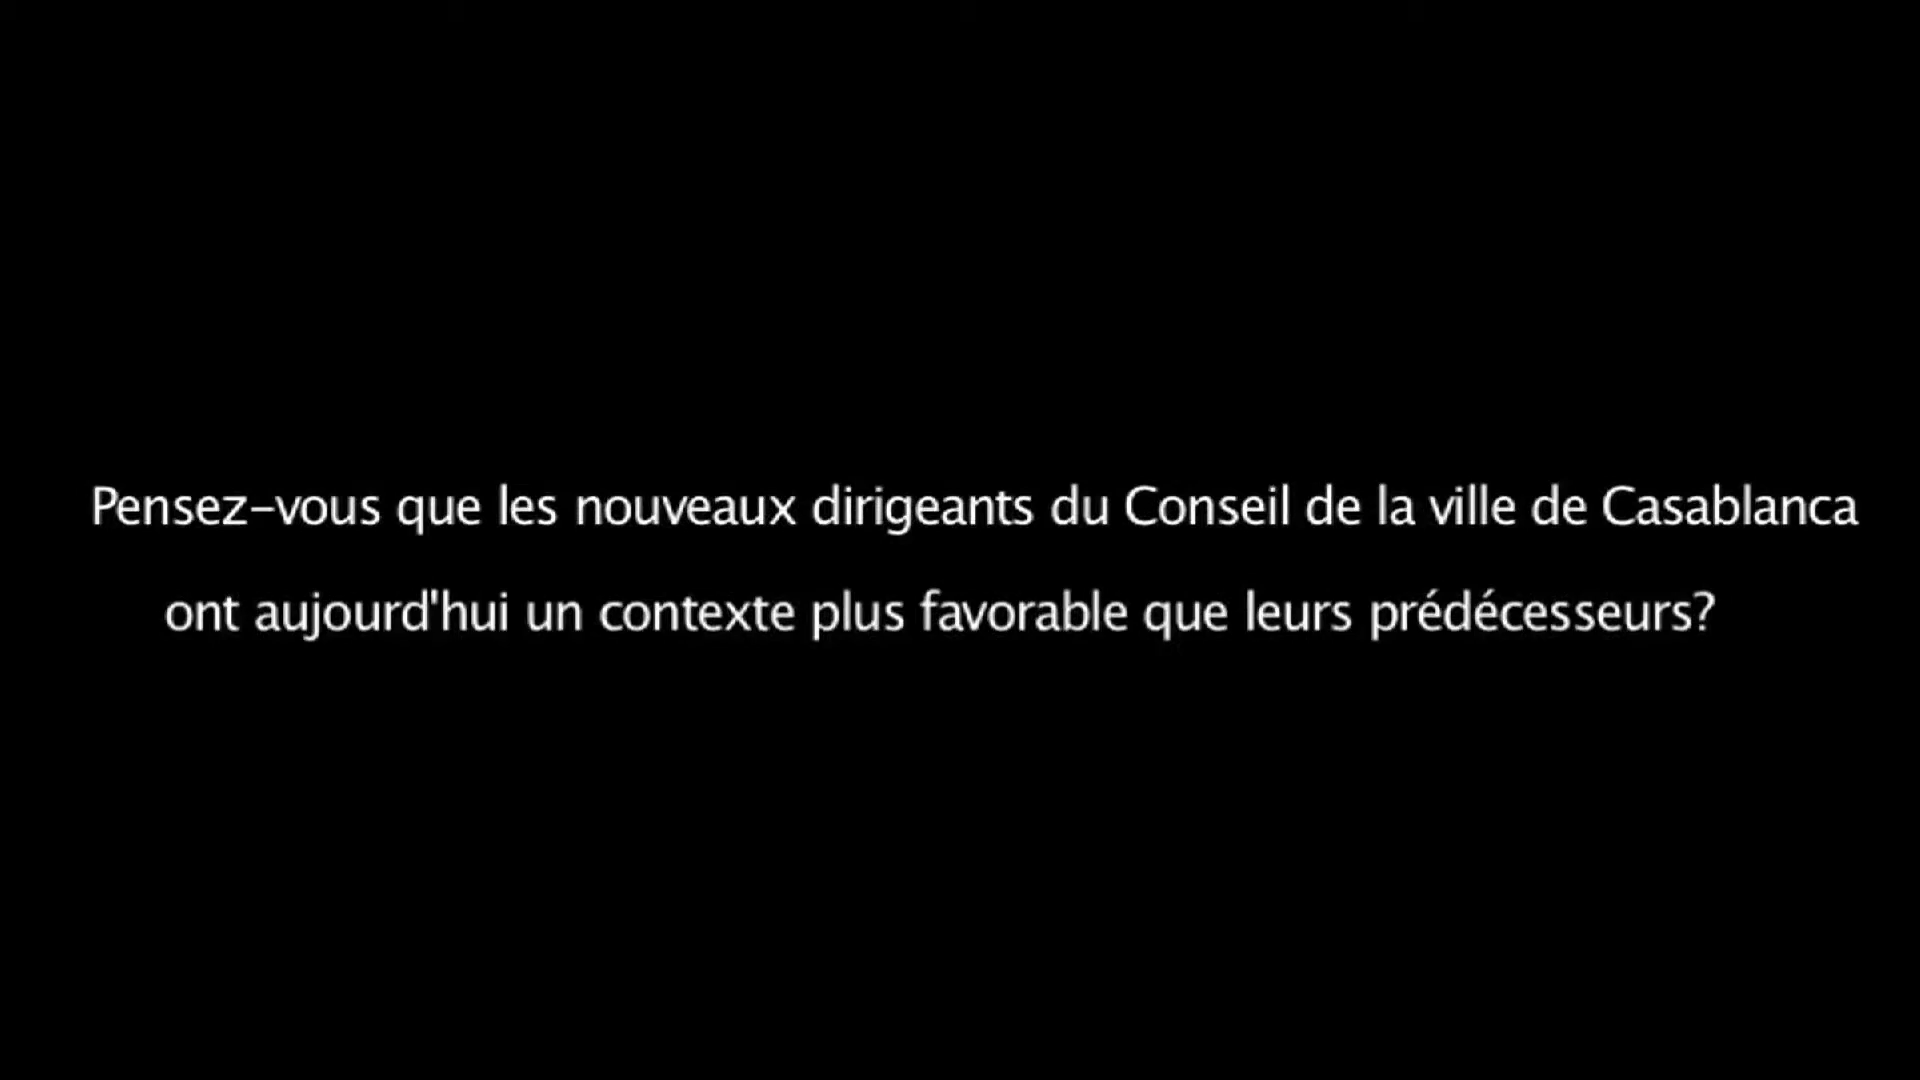 Pensez-vous que les nouveaux dirigeants du Conseil de la ville de Casablanca
ont aujourd'hui un contexte plus favorable que leurs prédécesseurs?